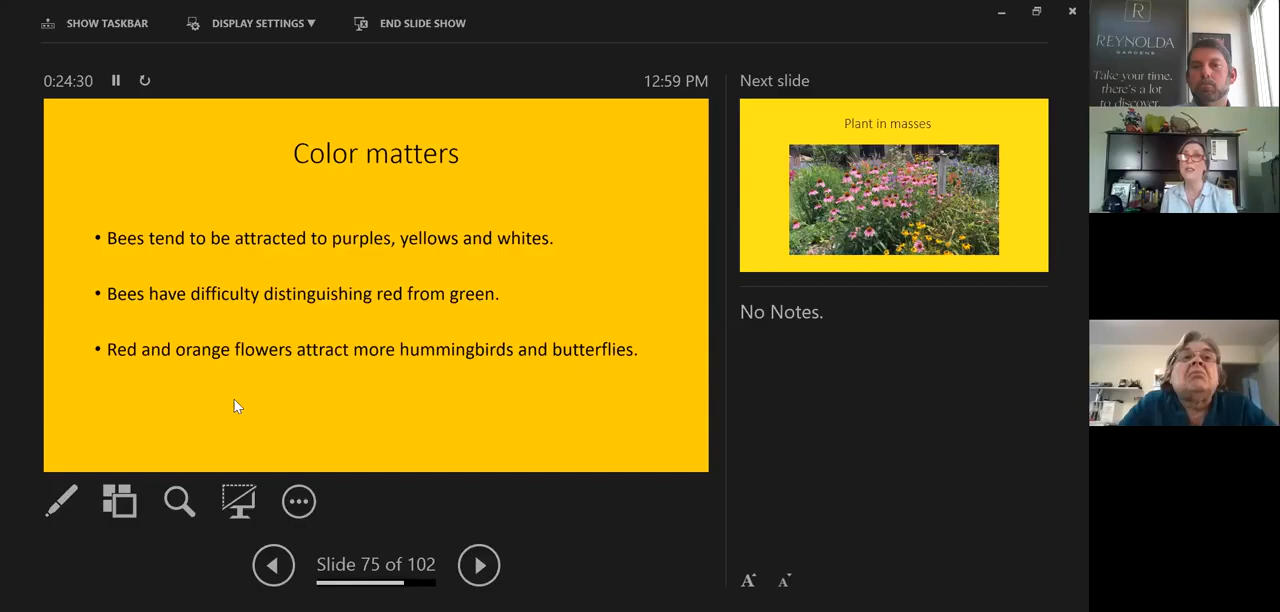 SHOW TASKBAR
DISPLAY SETTINGS ▼
END SLIDE SHOW
0:24:30
12:59 PM
Color matters
• Bees tend to be attracted to purples, yellows and whites.
• Bees have difficulty distinguishing red from green.
• Red and orange flowers attract more hummingbirds and butterflies.
Slide 75 of 102
Next slide
Plant in masses
No Notes.
A
A
R
REYNOLDA
GARDENS
Take your time,
there's a lot
to discover.